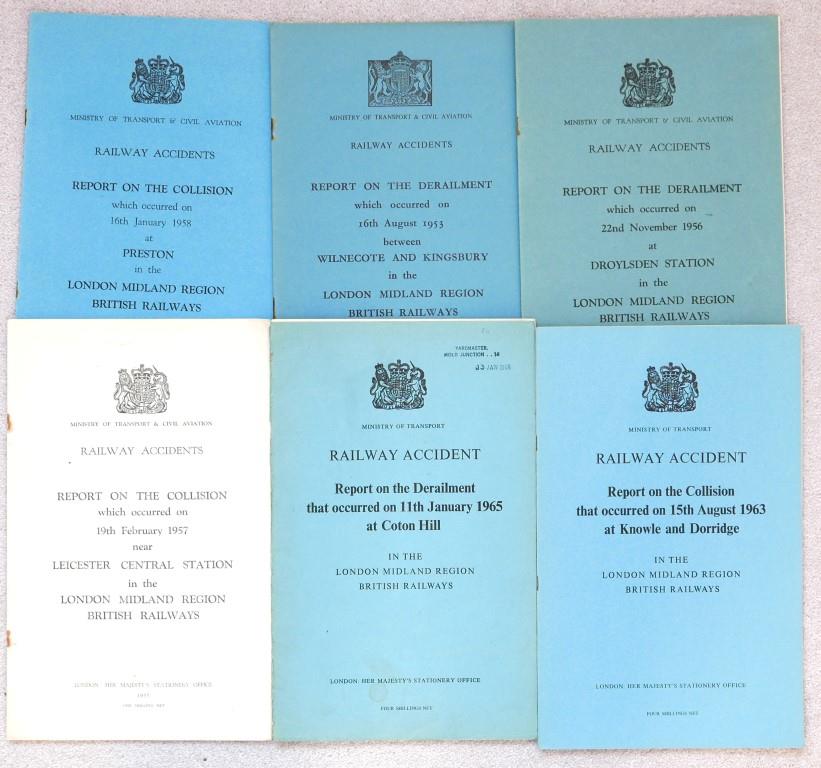 MINISTRY OF TRANSPORT & CIVIL AVIATION
RAILWAY ACCIDENTS
REPORT ON THE COLLISION
which occurred on
16th January 1958
at
PRESTON
in the
LONDON MIDLAND REGION
BRITISH RAILWAYS
MINISTRY OF TRANSPORT & CIVIL AVIATION
RAILWAY ACCIDENTS
REPORT ON THE DERAILMENT
which occurred on
16th August 1953
between
WILNECOTE AND KINGSBURY
in the
LONDON MIDLAND REGION
BRITISH RAILWAYS
MINISTRY OF TRANSPORT & CIVIL AVIATION
RAILWAY ACCIDENTS
REPORT ON THE DERAILMENT
which occurred on
22nd November 1956
at
DROYLSDEN STATION
in the
LONDON MIDLAND REGION
BRITISH RAILWAYS
MINISTRY OF TRANSPORT & CIVIL AVIATION
RAILWAY ACCIDENTS
REPORT ON THE COLLISION
which occurred on
19th February 1957
near
LEICESTER CENTRAL STATION
in the
LONDON MIDLAND REGION
BRITISH RAILWAYS
LONDON: HER MAJESTY'S STATIONERY OFFICE
1957
ONE SHILLING NET
YARDMASTER,
MOLD JUNCTION
JAN
MINISTRY OF TRANSPORT
RAILWAY ACCIDENT
Report on the Derailment
that occurred on 11th January 1965
at Coton Hill
IN THE
LONDON MIDLAND REGION
BRITISH RAILWAYS
LONDON: HER MAJESTY'S STATIONERY OFFICE
FOUR SHILLINGS NET
MINISTRY OF TRANSPORT
RAILWAY ACCIDENT
Report on the Collision
that occurred on 15th August 1963
at Knowle and Dorridge
IN THE
LONDON MIDLAND REGION
BRITISH RAILWAYS
LONDON: HER MAJESTY'S STATIONERY OFFICE
FOUR SHILLINGS NET